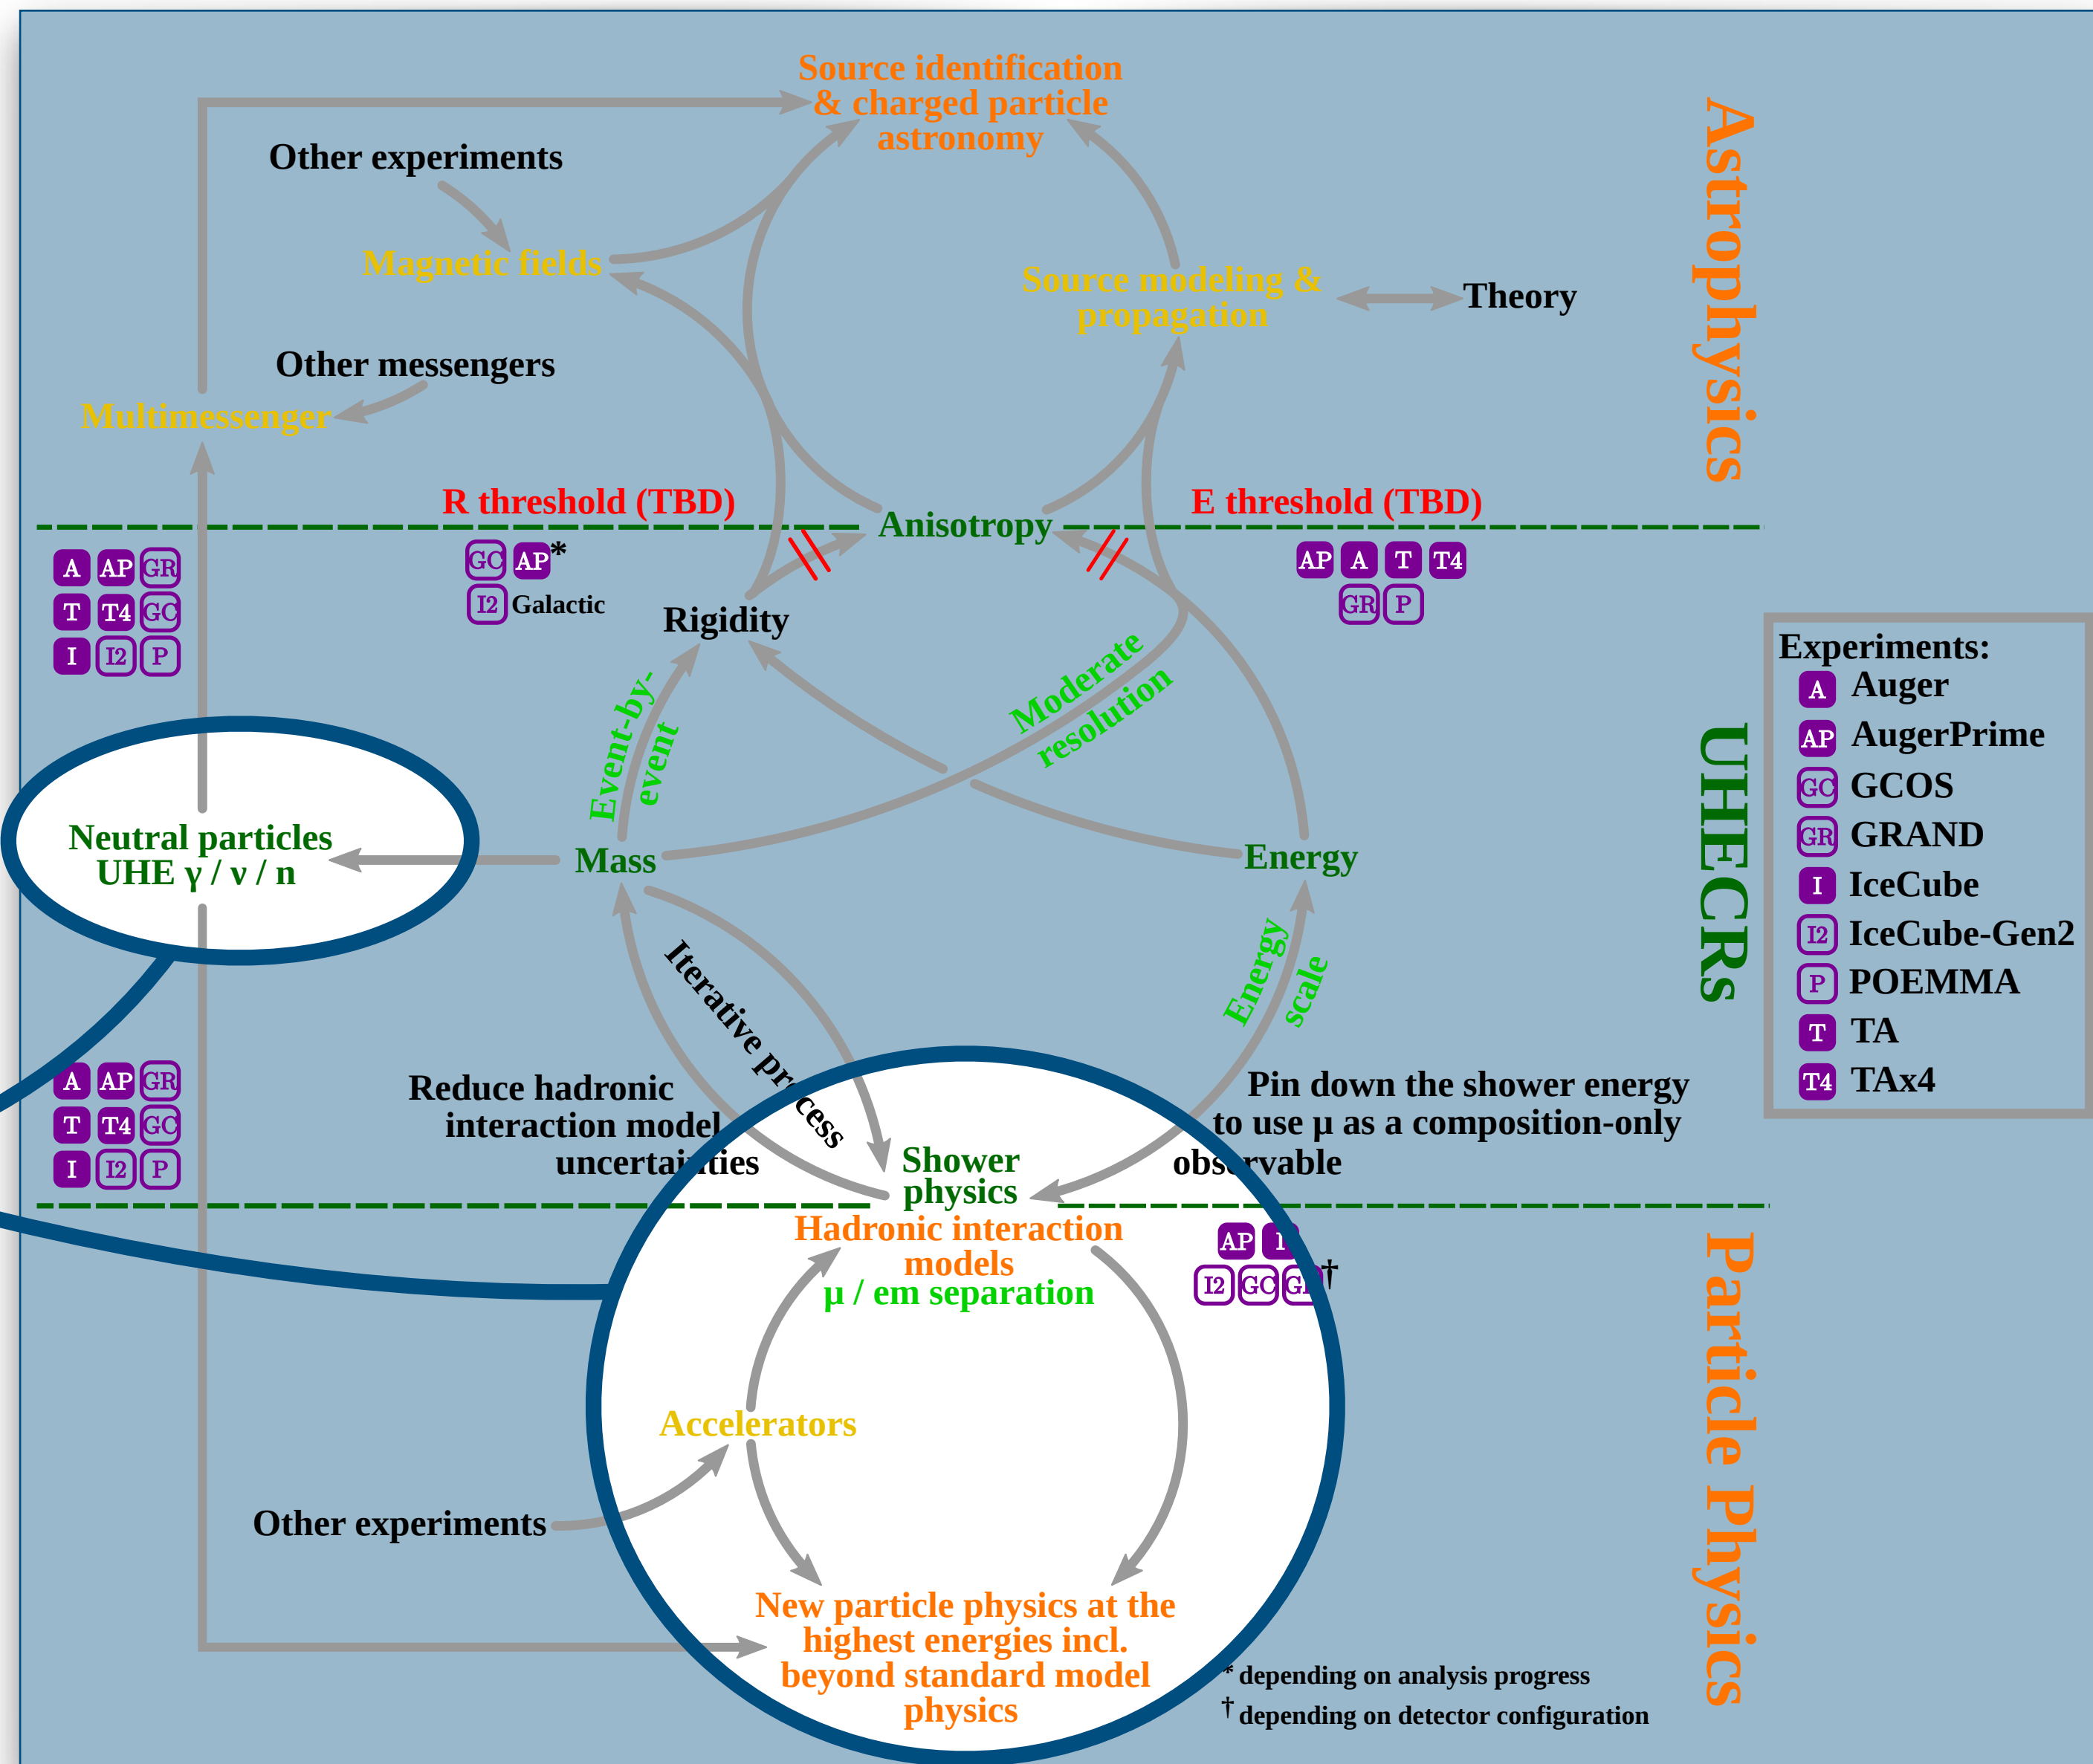 Source identification
& charged particle
astronomy
Other experiments
Magnetic fields
Source modeling &
propagation
Theory
Other messengers
Multimessenger
Astrophysics
R threshold (TBD)
E threshold (TBD)
Anisotropy
A AP GR
T T4 GC
I I2 P
GC AP*
I2 Galactic
AP A T T4
GR P
Rigidity
Event-by-
event
Moderate
resolution
Experiments:
A Auger
AP AugerPrime
GC GCOS
GR GRAND
I IceCube
I2 IceCube-Gen2
P POEMMA
T TA
T4 TAx4
UHECRs
Neutral particles
UHE γ / ν / n
Mass
Energy
Iterative process
Energy
scale
A AP GR
T T4 GC
I I2 P
Reduce hadronic
interaction model
uncertainties
Pin down the shower energy
to use μ as a composition-only
observable
Shower
physics
Hadronic interaction
models
μ / em separation
AP I
I2 GC †
Accelerators
Other experiments
New particle physics at the
highest energies incl.
beyond standard model
physics
Particle Physics
* depending on analysis progress
† depending on detector configuration